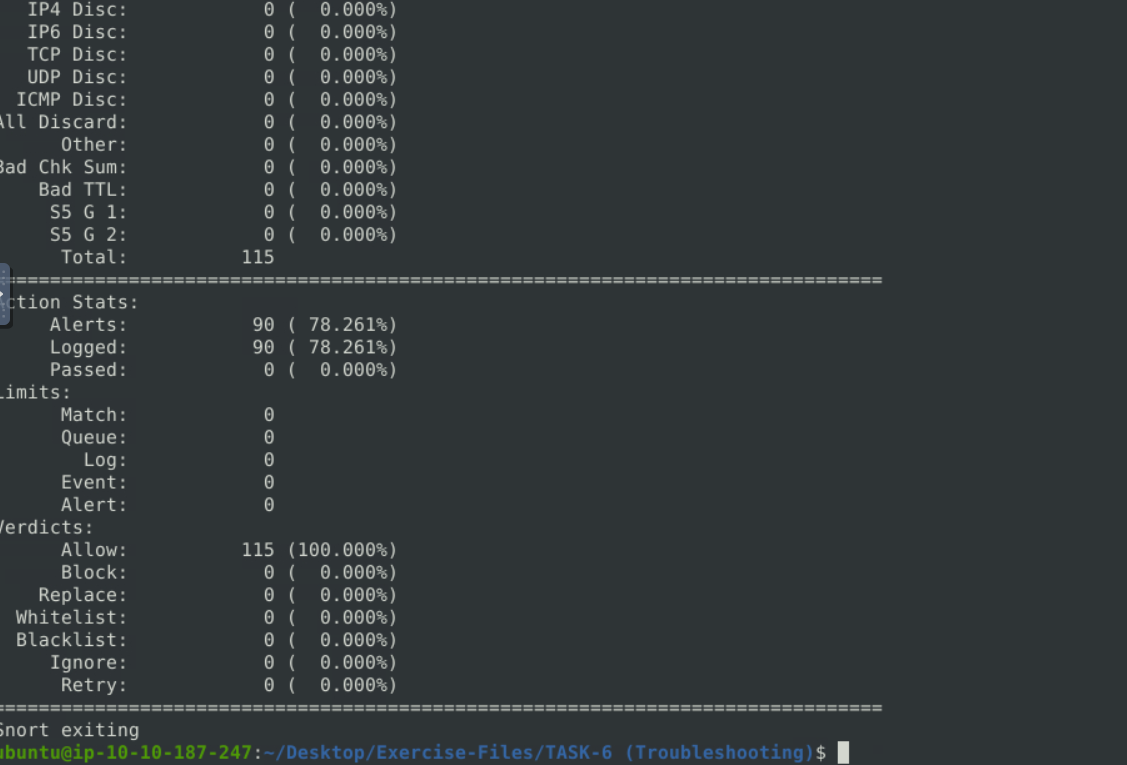 IP4 Disc: 0 ( 0.000%)
IP6 Disc: 0 ( 0.000%)
TCP Disc: 0 ( 0.000%)
UDP Disc: 0 ( 0.000%)
ICMP Disc: 0 ( 0.000%)
All Discard: 0 ( 0.000%)
Other: 0 ( 0.000%)
Bad Chk Sum: 0 ( 0.000%)
Bad TTL: 0 ( 0.000%)
S5 G 1: 0 ( 0.000%)
S5 G 2: 0 ( 0.000%)
Total: 115
===============================================================================
ction Stats:
Alerts: 90 ( 78.261%)
Logged: 90 ( 78.261%)
Passed: 0 ( 0.000%)
Limits:
Match: 0
Queue: 0
Log: 0
Event: 0
Alert: 0
Verdicts:
Allow: 115 (100.000%)
Block: 0 ( 0.000%)
Replace: 0 ( 0.000%)
Whitelist: 0 ( 0.000%)
Blacklist: 0 ( 0.000%)
Ignore: 0 ( 0.000%)
Retry: 0 ( 0.000%)
===============================================================================
Snort exiting
ubuntu@ip-10-10-187-247:~/Desktop/Exercise-Files/TASK-6 (Troubleshooting)$